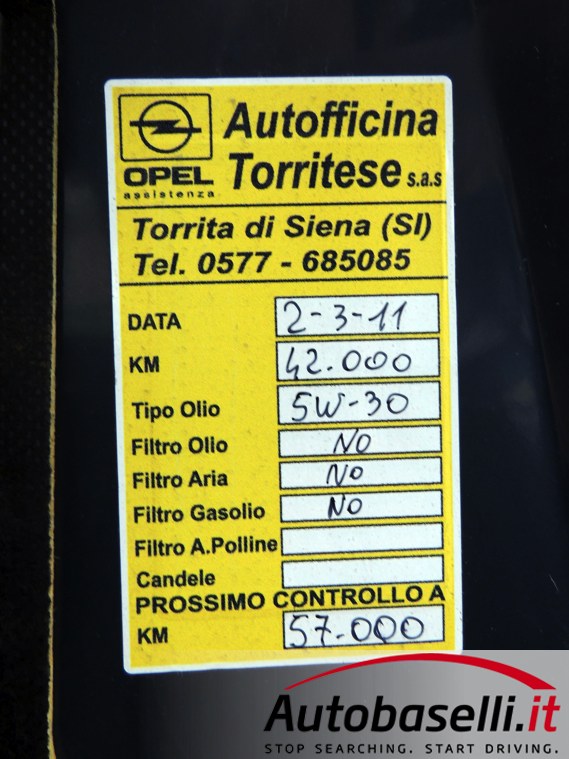 OPEL
assistenza
Autofficina
Torritese s.a.s
Torrita di Siena (SI)
Tel. 0577 - 685085
DATA 2-3-11
KM 42.000
Tipo Olio 5W-30
Filtro Olio NO
Filtro Aria NO
Filtro Gasolio NO
Filtro A.Polline
Candele
PROSSIMO CONTROLLO A
KM 57.000
Autobaselli.it
STOP SEARCHING. START DRIVING.